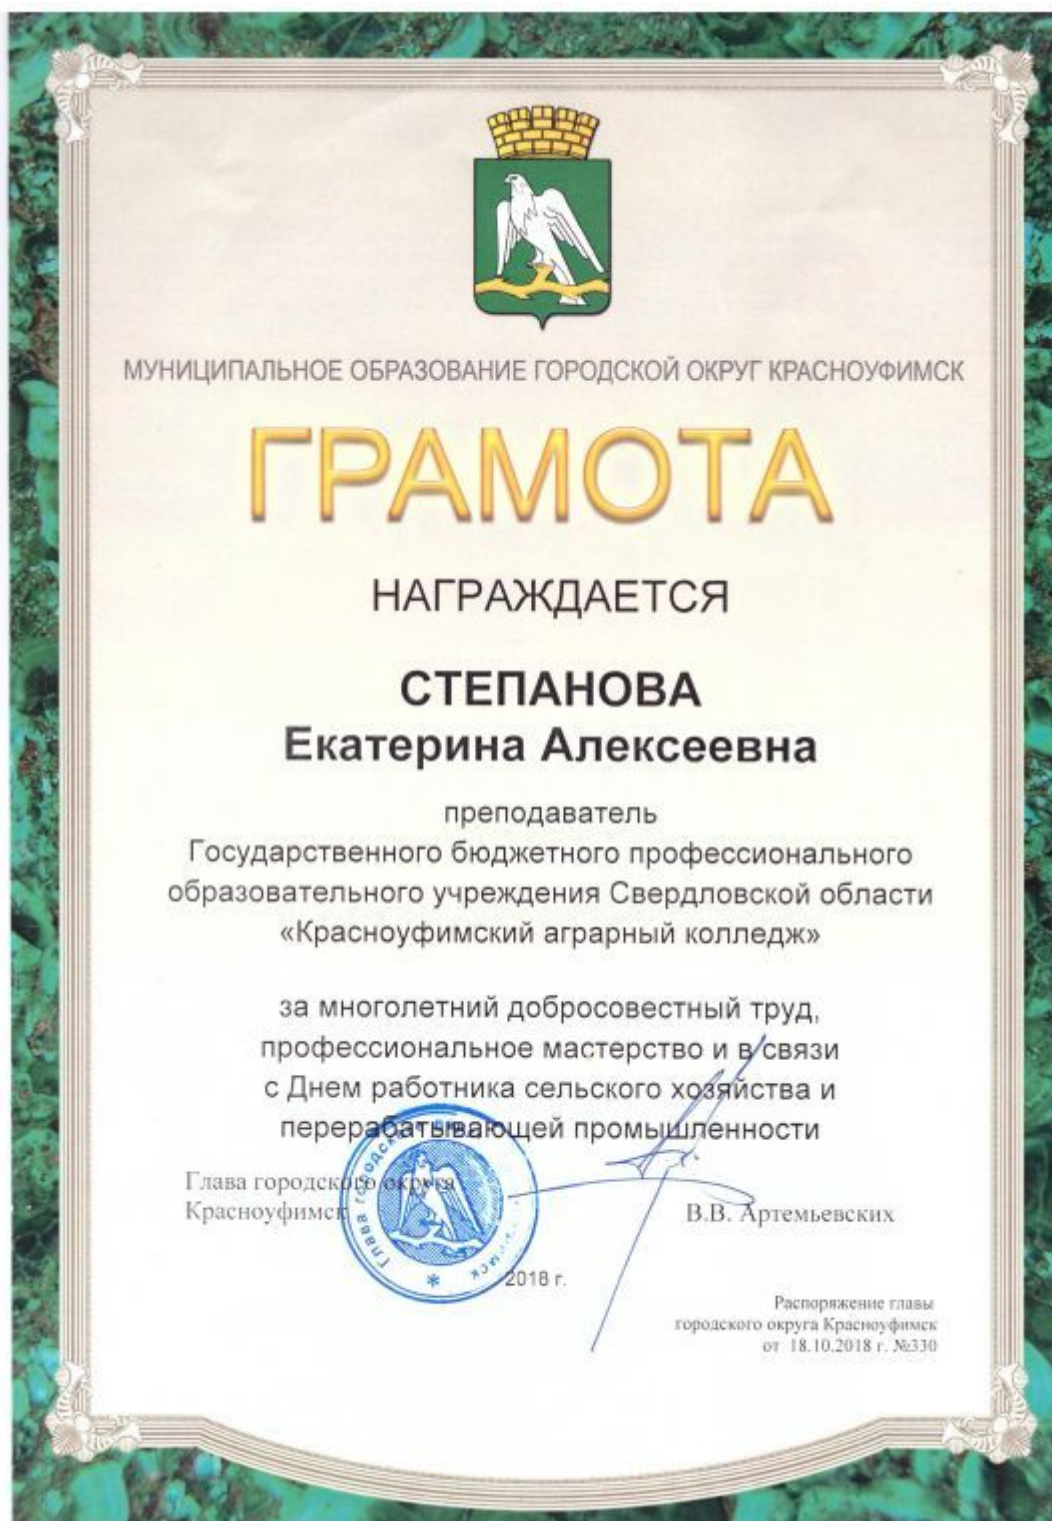 МУНИЦИПАЛЬНОЕ ОБРАЗОВАНИЕ ГОРОДСКОЙ ОКРУГ КРАСНОУФИМСК
ГРАМОТА
НАГРАЖДАЕТСЯ
СТЕПАНОВА
Екатерина Алексеевна
преподаватель
Государственного бюджетного профессионального
образовательного учреждения Свердловской области
«Красноуфимский аграрный колледж»
за многолетний добросовестный труд,
профессиональное мастерство и в связи
с Днем работника сельского хозяйства и
перерабатывающей промышленности
Глава городского округа
Красноуфимск
В.В. Артемьевских
Глава городского
2018 г.
Распоряжение главы
городского округа Красноуфимск
от 18.10.2018 г. №330